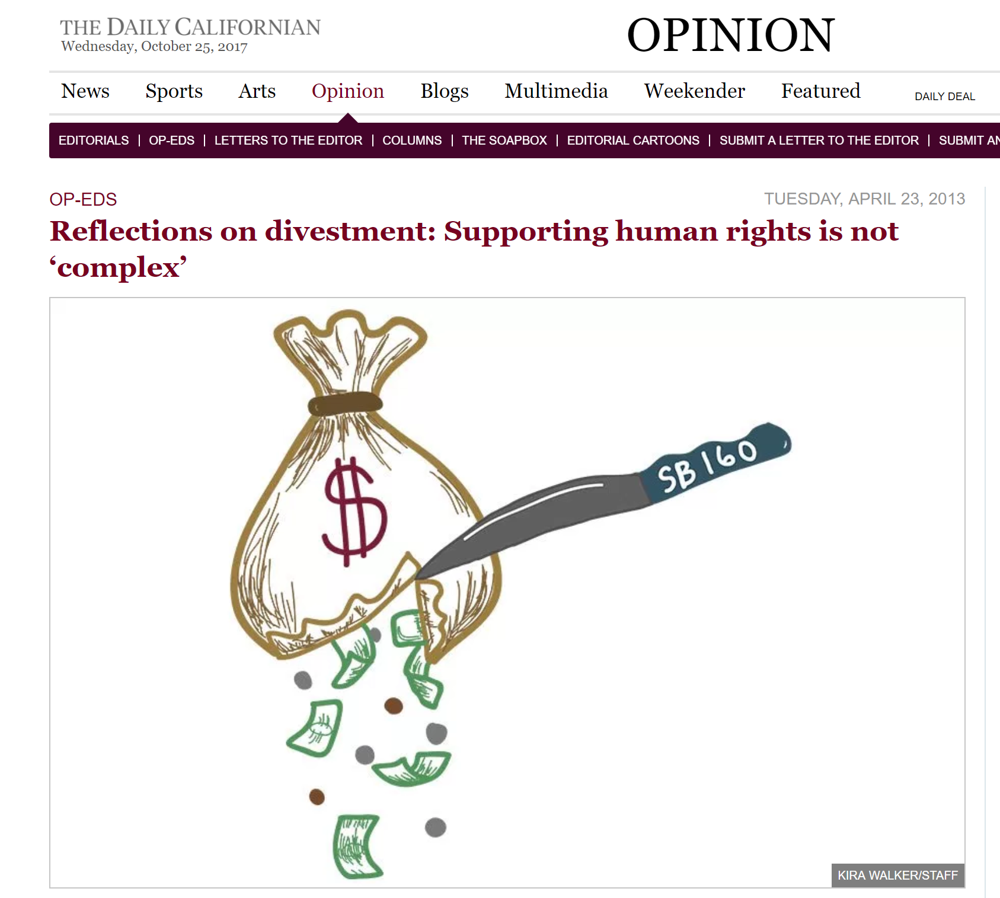 THE DAILY CALIFORNIAN
Wednesday, October 25, 2017
OPINION
News Sports Arts Opinion Blogs Multimedia Weekender Featured DAILY DEAL
EDITORIALS | OP-EDS | LETTERS TO THE EDITOR | COLUMNS | THE SOAPBOX | EDITORIAL CARTOONS | SUBMIT A LETTER TO THE EDITOR | SUBMIT AN
OP-EDS
TUESDAY, APRIL 23, 2013
Reflections on divestment: Supporting human rights is not
‘complex’
$
SB 160
KIRA WALKER/STAFF